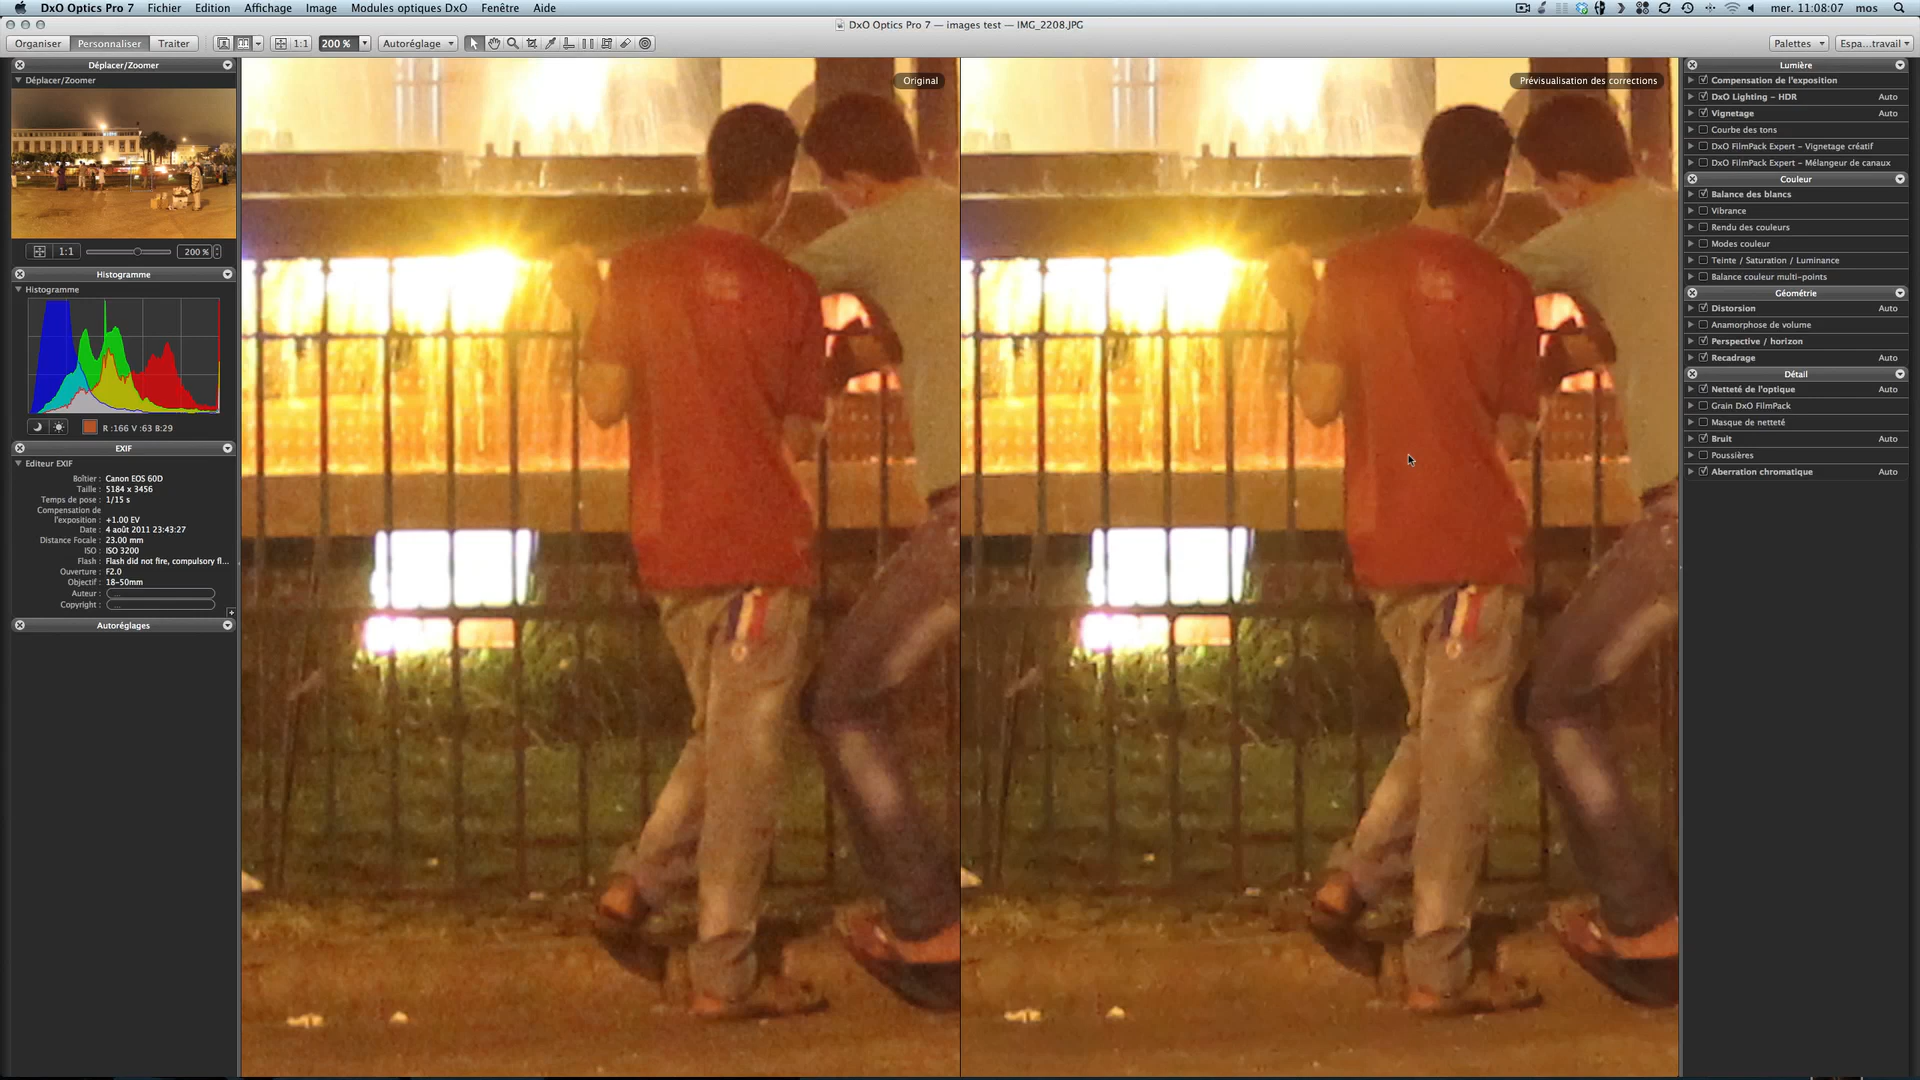 DxO Optics Pro 7 Fichier Edition Affichage Image Modules optiques DxO Fenêtre Aide mer. 11:08:07 mos
DxO Optics Pro 7 — images test — IMG_2208.JPG
Organiser Personnaliser Traiter 1:1 200 % Autoréglage Palettes Espa...travail
Déplacer/Zoomer
Déplacer/Zoomer
1:1 200 %
Histogramme
Histogramme
R :166 V :63 B:29
EXIF
Editeur EXIF
Boîtier : Canon EOS 60D
Taille : 5184 x 3456
Temps de pose : 1/15 s
Compensation de
l'exposition : +1.00 EV
Date : 4 août 2011 23:43:27
Distance Focale : 23.00 mm
ISO : ISO 3200
Flash : Flash did not fire, compulsory fl...
Ouverture : F2.0
Objectif : 18-50mm
Auteur : ...
Copyright : ...
Autoréglages
Original
Prévisualisation des corrections
Lumière
Compensation de l'exposition
DxO Lighting - HDR Auto
Vignetage Auto
Courbe des tons
DxO FilmPack Expert - Vignetage créatif
DxO FilmPack Expert - Mélangeur de canaux
Couleur
Balance des blancs
Vibrance
Rendu des couleurs
Modes couleur
Teinte / Saturation / Luminance
Balance couleur multi-points
Géométrie
Distorsion Auto
Anamorphose de volume
Perspective / horizon
Recadrage Auto
Détail
Netteté de l'optique Auto
Grain DxO FilmPack
Masque de netteté
Bruit Auto
Poussières
Aberration chromatique Auto